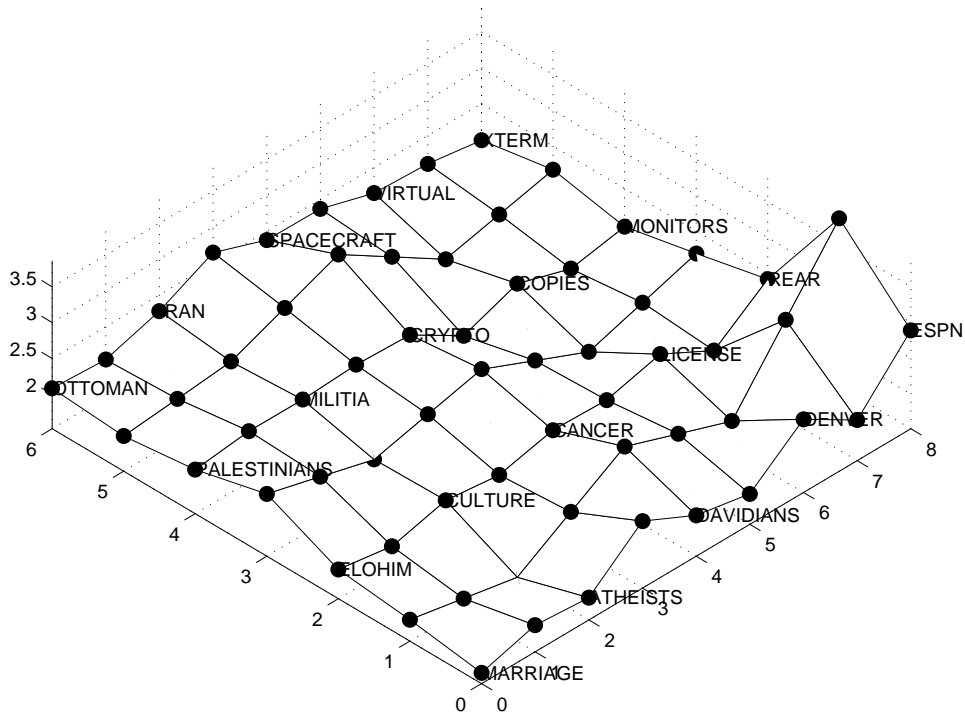 XTERM
VIRTUAL
MONITORS
SPACECRAFT
REAR
3.5
COPIES
IRAN
3
ESPN
CRYPTO
2.5
LICENSE
2
OTTOMAN
MILITIA
DENVER
CANCER
6
8
PALESTINIANS
7
5
CULTURE
6
DAVIDIANS
4
5
3
ELOHIM
4
ATHEISTS
3
2
2
1
MARRIAGE
1
0
0